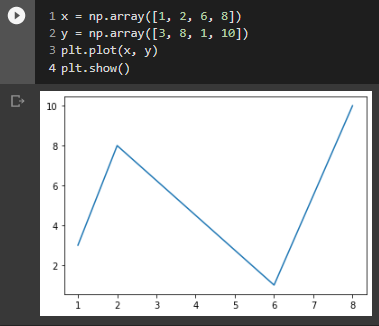 1 x = np.array([1, 2, 6, 8])
2 y = np.array([3, 8, 1, 10])
3 plt.plot(x, y)
4 plt.show()
10
8
6
4
2
1 2 3 4 5 6 7 8